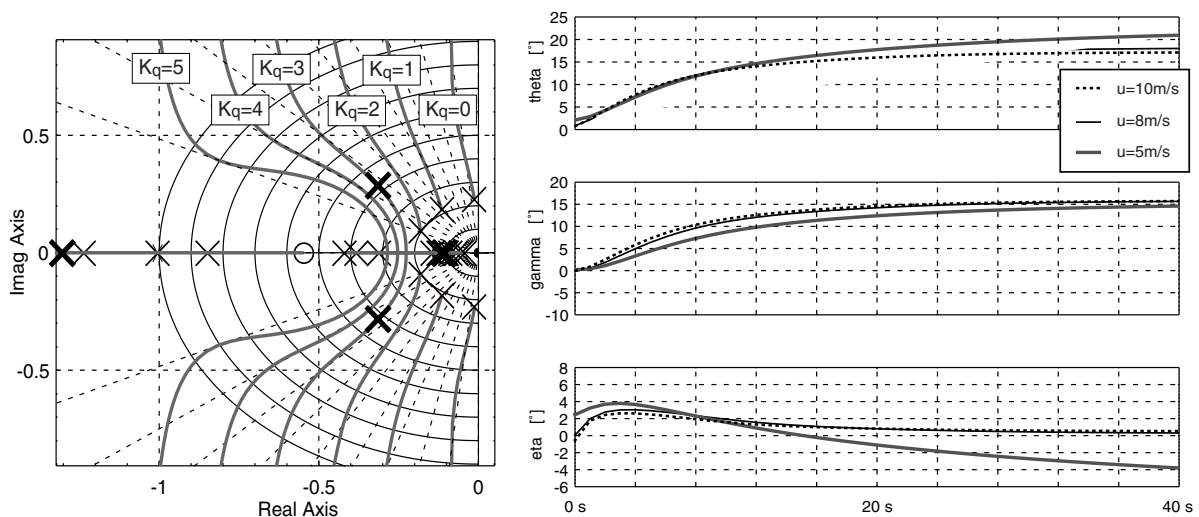 Kq=5
Kq=3
Kq=1
Kq=4
Kq=2
Kq=0
0.5
0
-0.5
Imag Axis
-1
-0.5
0
Real Axis
25
20
15
10
5
0
theta [°]
u=10m/s
u=8m/s
u=5m/s
20
15
10
5
0
-5
-10
gamma [°]
8
6
4
2
0
-2
-4
-6
eta [°]
0 s
20 s
40 s